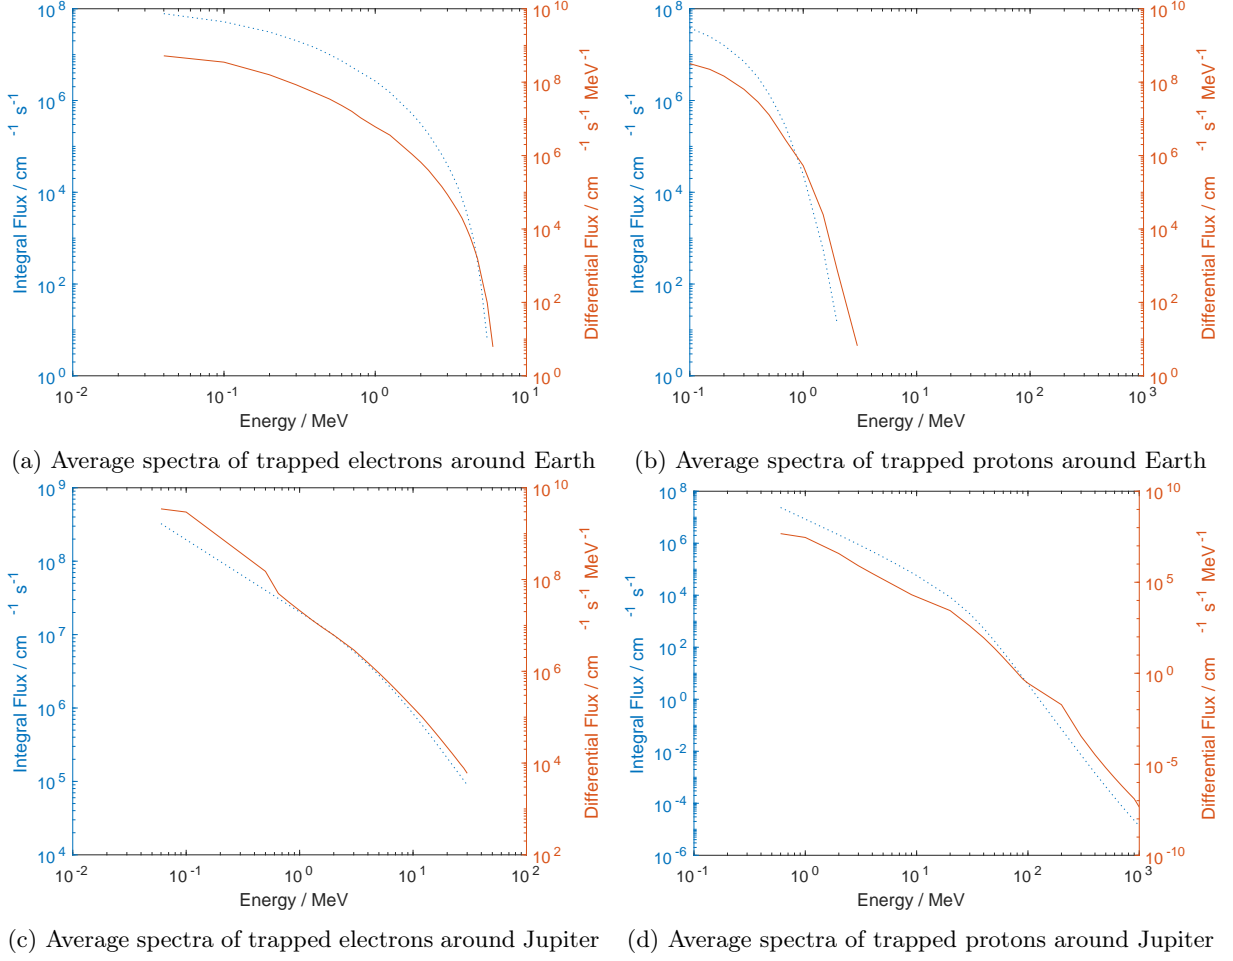 10^8
10^6
10^4
10^2
10^0
Integral Flux / cm ^-1 s^-1
10^10
10^8
10^6
10^4
10^2
10^0
Differential Flux / cm ^-1 s^-1 MeV^-1
10^-2 10^-1 10^0 10^1
Energy / MeV
(a) Average spectra of trapped electrons around Earth
10^8
10^6
10^4
10^2
10^0
Integral Flux / cm ^-1 s^-1
10^10
10^8
10^6
10^4
10^2
10^0
Differential Flux / cm ^-1 s^-1 MeV^-1
10^-1 10^0 10^1 10^2 10^3
Energy / MeV
(b) Average spectra of trapped protons around Earth
10^9
10^8
10^7
10^6
10^5
10^4
Integral Flux / cm ^-1 s^-1
10^10
10^8
10^6
10^4
10^2
Differential Flux / cm ^-1 s^-1 MeV^-1
10^-2 10^-1 10^0 10^1 10^2
Energy / MeV
(c) Average spectra of trapped electrons around Jupiter
10^8
10^6
10^4
10^2
10^0
10^-2
10^-4
10^-6
Integral Flux / cm ^-1 s^-1
10^10
10^5
10^0
10^-5
10^-10
Differential Flux / cm ^-1 s^-1 MeV^-1
10^-1 10^0 10^1 10^2 10^3
Energy / MeV
(d) Average spectra of trapped protons around Jupiter